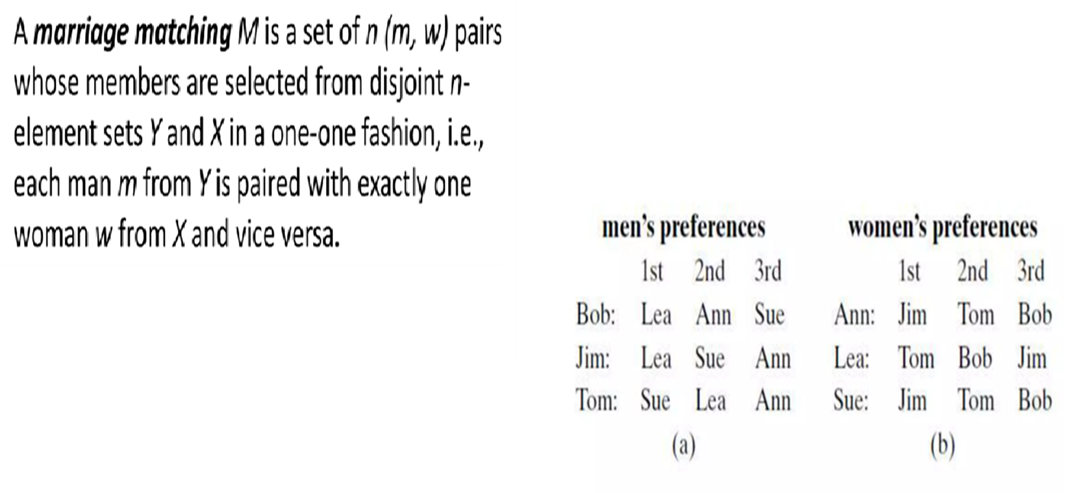 A marriage matching M is a set of n (m, w) pairs
whose members are selected from disjoint n-
element sets Y and X in a one-one fashion, i.e.,
each man m from Y is paired with exactly one
woman w from X and vice versa.
men's preferences
1st 2nd 3rd
Bob: Lea Ann Sue
Jim: Lea Sue Ann
Tom: Sue Lea Ann
(a)
women's preferences
1st 2nd 3rd
Ann: Jim Tom Bob
Lea: Tom Bob Jim
Sue: Jim Tom Bob
(b)